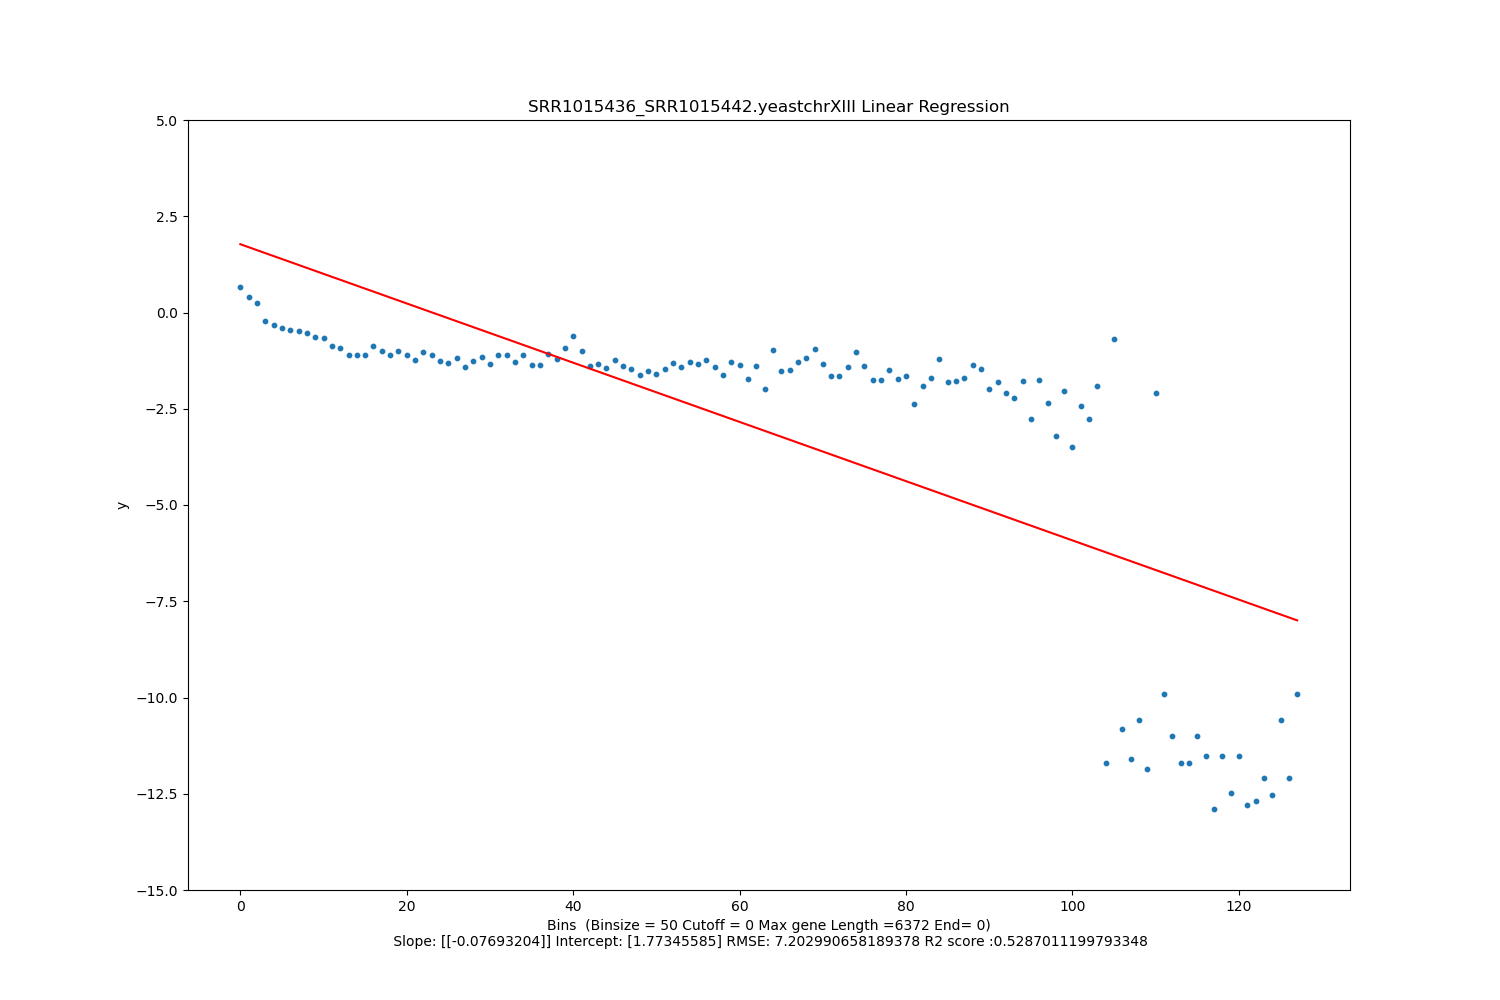 SRR1015436_SRR1015442.yeastchrXIII Linear Regression
5.0
2.5
0.0
−2.5
−5.0
−7.5
−10.0
−12.5
−15.0
y
0 20 40 60 80 100 120
Bins  (Binsize = 50 Cutoff = 0 Max gene Length =6372 End= 0)
Slope: [[-0.07693204]] Intercept: [1.77345585] RMSE: 7.202990658189378 R2 score :0.5287011199793348